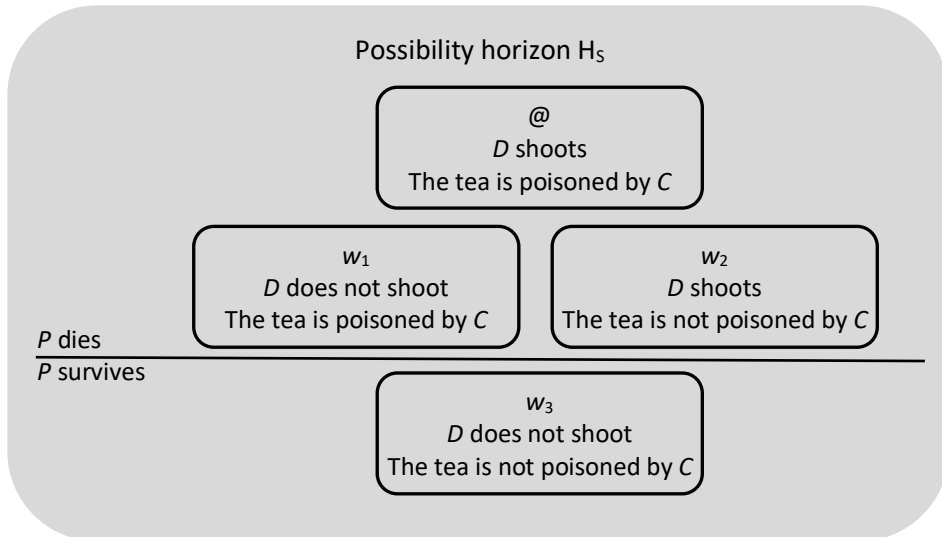 Possibility horizon H_S
@
D shoots
The tea is poisoned by C
w₁
D does not shoot
The tea is poisoned by C
w₂
D shoots
The tea is not poisoned by C
P dies
P survives
w₃
D does not shoot
The tea is not poisoned by C